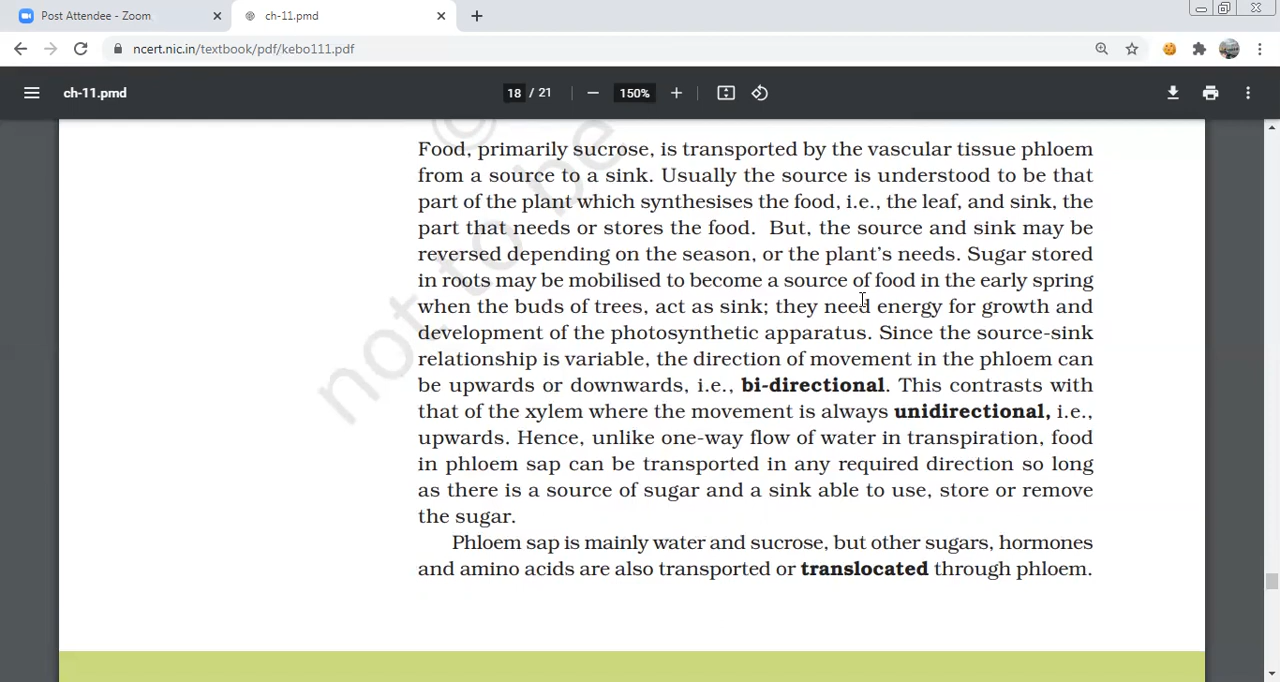 Post Attendee - Zoom
ch-11.pmd
ncert.nic.in/textbook/pdf/kebo111.pdf
ch-11.pmd
18 / 21
150%
Food, primarily sucrose, is transported by the vascular tissue phloem
from a source to a sink. Usually the source is understood to be that
part of the plant which synthesises the food, i.e., the leaf, and sink, the
part that needs or stores the food. But, the source and sink may be
reversed depending on the season, or the plant's needs. Sugar stored
in roots may be mobilised to become a source of food in the early spring
when the buds of trees, act as sink; they need energy for growth and
development of the photosynthetic apparatus. Since the source-sink
relationship is variable, the direction of movement in the phloem can
be upwards or downwards, i.e., bi-directional. This contrasts with
that of the xylem where the movement is always unidirectional, i.e.,
upwards. Hence, unlike one-way flow of water in transpiration, food
in phloem sap can be transported in any required direction so long
as there is a source of sugar and a sink able to use, store or remove
the sugar.
Phloem sap is mainly water and sucrose, but other sugars, hormones
and amino acids are also transported or translocated through phloem.
©
not to be